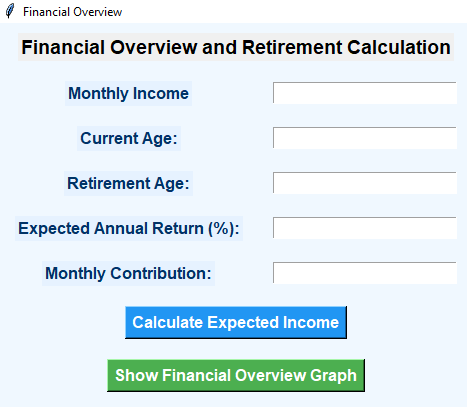 Financial Overview
Financial Overview and Retirement Calculation
Monthly Income
Current Age:
Retirement Age:
Expected Annual Return (%):
Monthly Contribution:
Calculate Expected Income
Show Financial Overview Graph